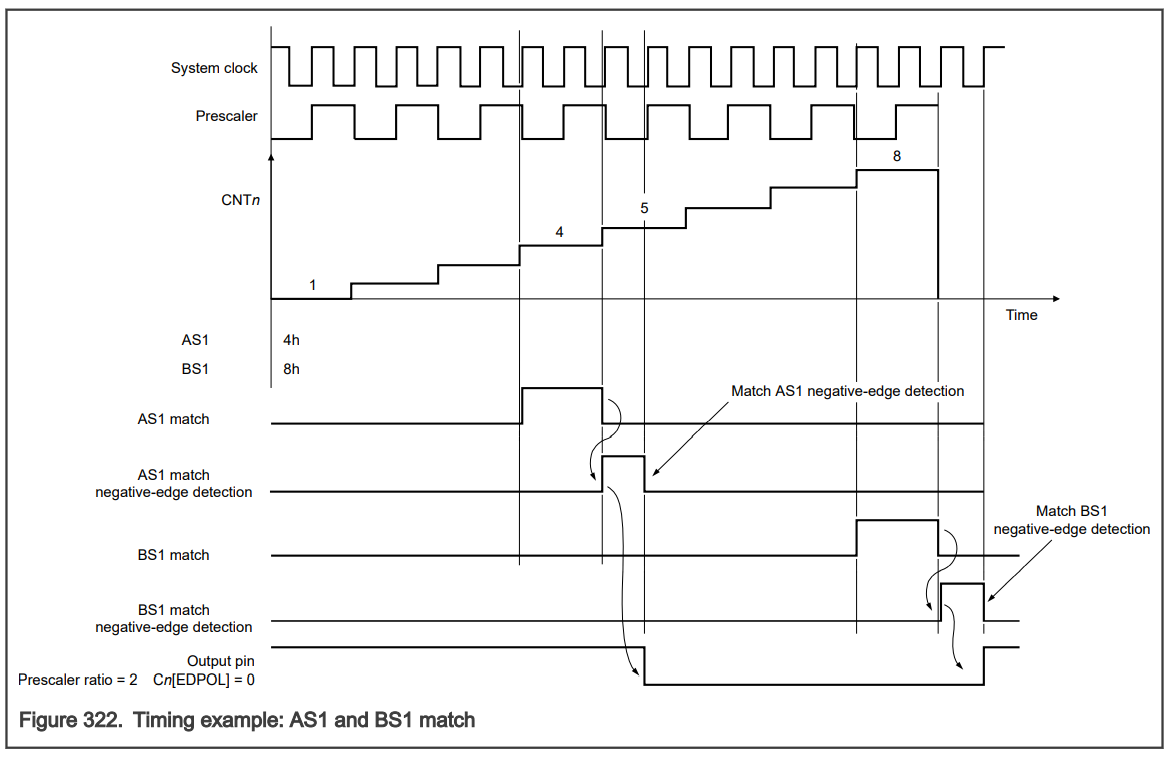 System clock
Prescaler
8
CNTn
5
4
1
Time
AS1 4h
BS1 8h
Match AS1 negative-edge detection
AS1 match
AS1 match
negative-edge detection
Match BS1
negative-edge detection
BS1 match
BS1 match
negative-edge detection
Output pin
Prescaler ratio = 2 Cn[EDPOL] = 0
Figure 322. Timing example: AS1 and BS1 match